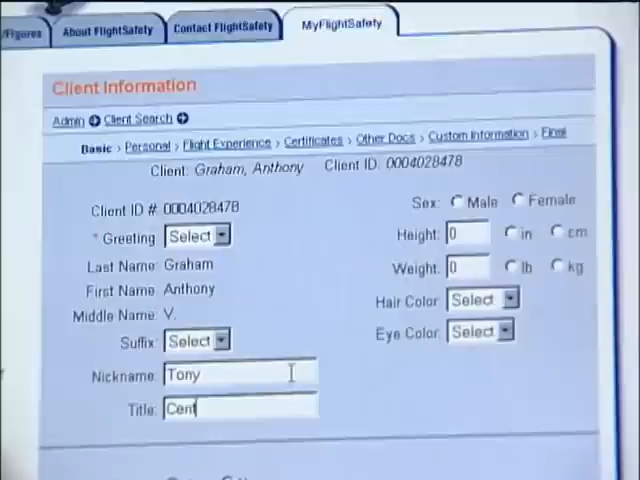 /Figures About FlightSafety Contact FlightSafety MyFlightSafety
Client Information
Admin Client Search
Basic > Personal > Flight Experience > Certificates > Other Docs > Custom Information > Final
Client: Graham, Anthony Client ID: 0004028478
Client ID # 0004028478
* Greeting Select
Last Name: Graham
First Name: Anthony
Middle Name: V.
Suffix: Select
Nickname: Tony
Title: Cent
Sex: Male Female
Height: 0 in cm
Weight: 0 lb kg
Hair Color: Select
Eye Color: Select